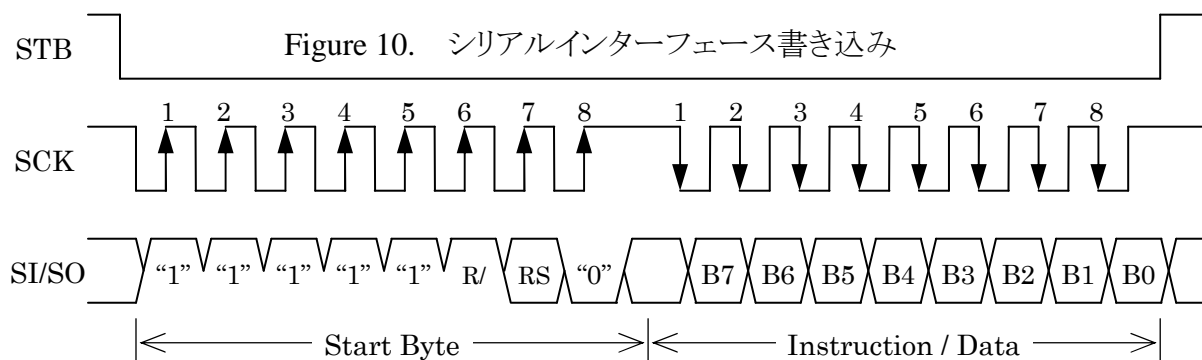 STB
Figure 10. シリアルインターフェース書き込み
1 2 3 4 5 6 7 8 1 2 3 4 5 6 7 8
SCK
SI/SO “1” “1” “1” “1” “1” R/ RS “0” B7 B6 B5 B4 B3 B2 B1 B0
Start Byte Instruction / Data